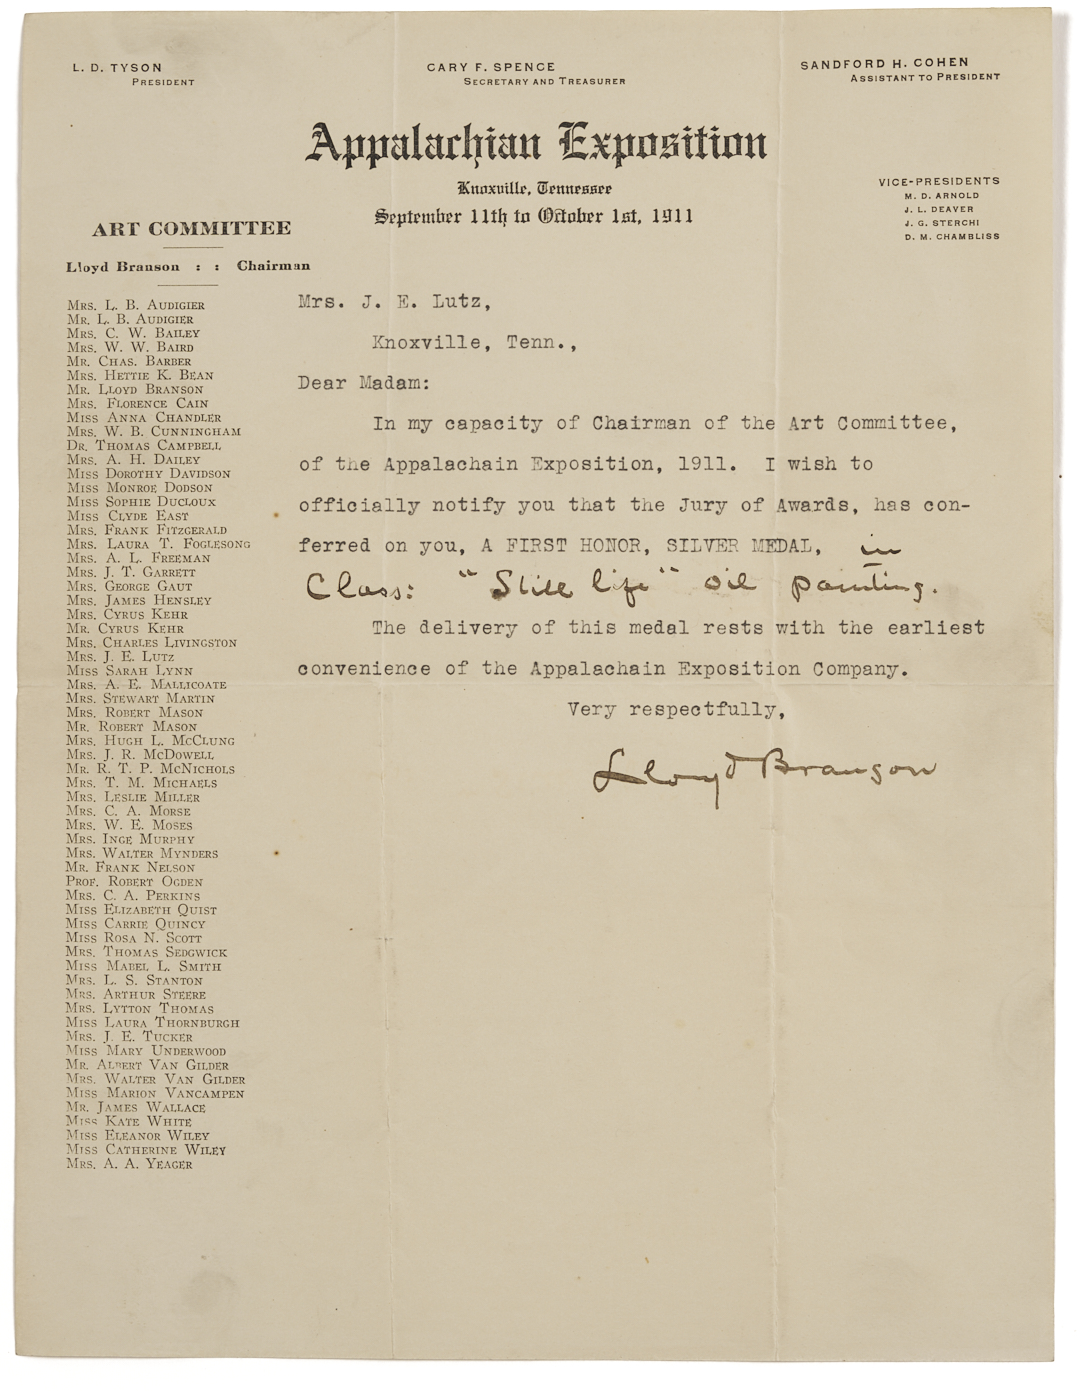 L. D. TYSON
PRESIDENT
CARY F. SPENCE
SECRETARY AND TREASURER
SANDFORD H. COHEN
ASSISTANT TO PRESIDENT
Appalachian Exposition
Knoxville, Tennessee
September 11th to October 1st, 1911
VICE-PRESIDENTS
M. D. ARNOLD
J. L. DEAVER
J. G. STERCHI
D. M. CHAMBLISS
ART COMMITTEE
Lloyd Branson : : Chairman
MRS. L. B. AUDIGIER
MR. L. B. AUDIGIER
MRS. C. W. BAILEY
MRS. W. W. BAIRD
MR. CHAS. BARBER
MRS. HETTIE K. BEAN
MR. LLOYD BRANSON
MRS. FLORENCE CAIN
MISS ANNA CHANDLER
MRS. W. B. CUNNINGHAM
DR. THOMAS CAMPBELL
MRS. A. H. DAILEY
MISS DOROTHY DAVIDSON
MISS MONROE DODSON
MISS SOPHIE DUCLOUX
MISS CLYDE EAST
MRS. FRANK FITZGERALD
MRS. LAURA T. FOGLESONG
MRS. A. L. FREEMAN
MRS. J. T. GARRETT
MRS. GEORGE GAUT
MRS. JAMES HENSLEY
MRS. CYRUS KEHR
MR. CYRUS KEHR
MRS. CHARLES LIVINGSTON
MRS. J. E. LUTZ
MISS SARAH LYNN
MRS. A. E. MALLICOATE
MRS. STEWART MARTIN
MRS. ROBERT MASON
MR. ROBERT MASON
MRS. HUGH L. MCCLUNG
MRS. J. R. MCDOWELL
MR. R. T. P. MCNICHOLS
MRS. T. M. MICHAELS
MRS. LESLIE MILLER
MRS. C. A. MORSE
MRS. W. E. MOSES
MRS. INGE MURPHY
MRS. WALTER MYNDERS
MR. FRANK NELSON
PROF. ROBERT OGDEN
MRS. C. A. PERKINS
MISS ELIZABETH QUIST
MISS CARRIE QUINCY
MISS ROSA N. SCOTT
MRS. THOMAS SEDGWICK
MISS MABEL L. SMITH
MRS. L. S. STANTON
MRS. ARTHUR STEERE
MRS. LYTTON THOMAS
MISS LAURA THORNBURGH
MRS. J. E. TUCKER
MISS MARY UNDERWOOD
MR. ALBERT VAN GILDER
MRS. WALTER VAN GILDER
MISS MARION VANCAMPEN
MR. JAMES WALLACE
MISS KATE WHITE
MISS ELEANOR WILEY
MISS CATHERINE WILEY
MRS. A. A. YEAGER
Mrs. J. E. Lutz,
Knoxville, Tenn.,
Dear Madam:
In my capacity of Chairman of the Art Committee,
of the Appalachain Exposition, 1911. I wish to
officially notify you that the Jury of Awards, has con-
ferred on you, A FIRST HONOR, SILVER MEDAL, in
Class: "Still life" oil painting.
The delivery of this medal rests with the earliest
convenience of the Appalachain Exposition Company.
Very respectfully,
Lloyd Branson